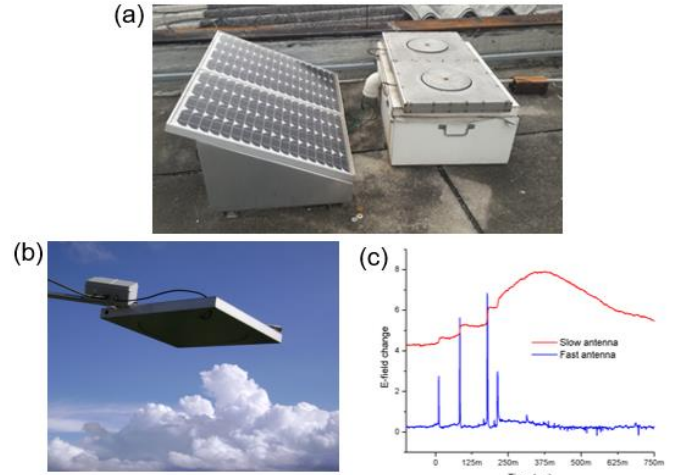 (a)
(b)
(c)
8
6
4
2
0
E-field change
Slow antenna
Fast antenna
0
125m
250m
375m
500m
625m
750m